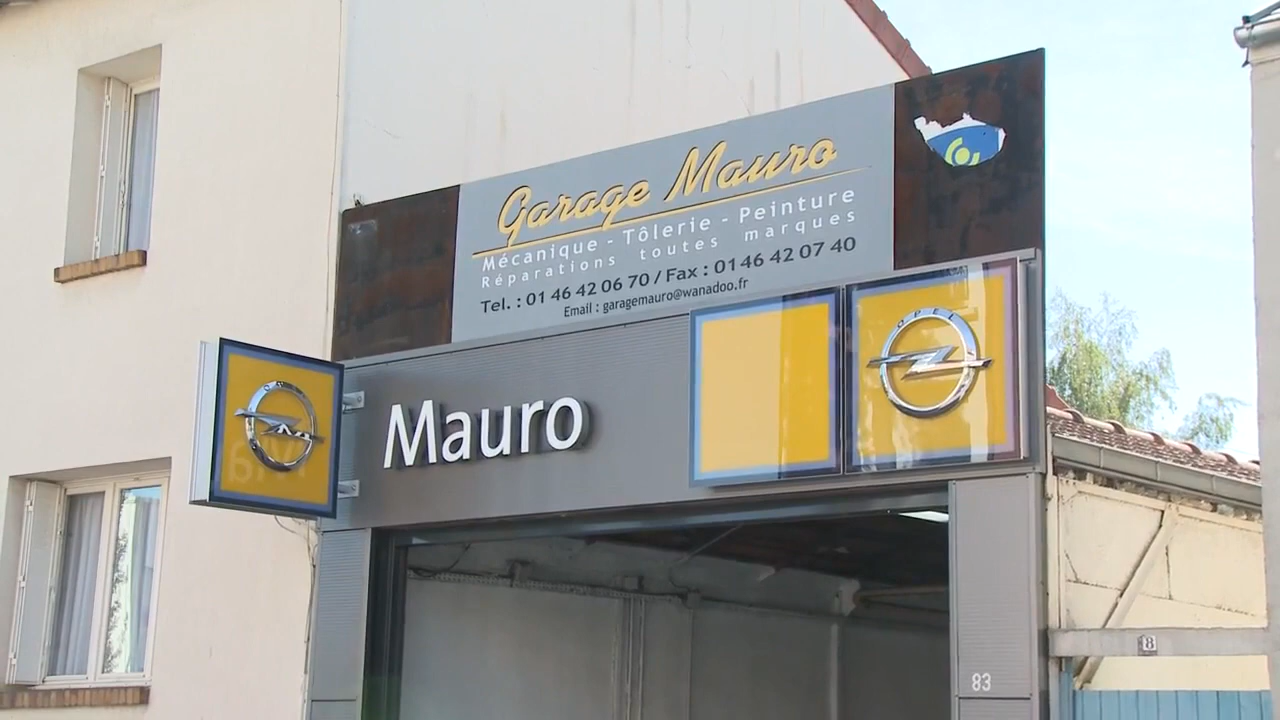 Garage Mauro
Mécanique - Tôlerie - Peinture
Réparations toutes marques
Tel. : 01 46 42 06 70 / Fax : 01 46 42 07 40
Email : garagemauro@wanadoo.fr
OPEL
Mauro
83
8